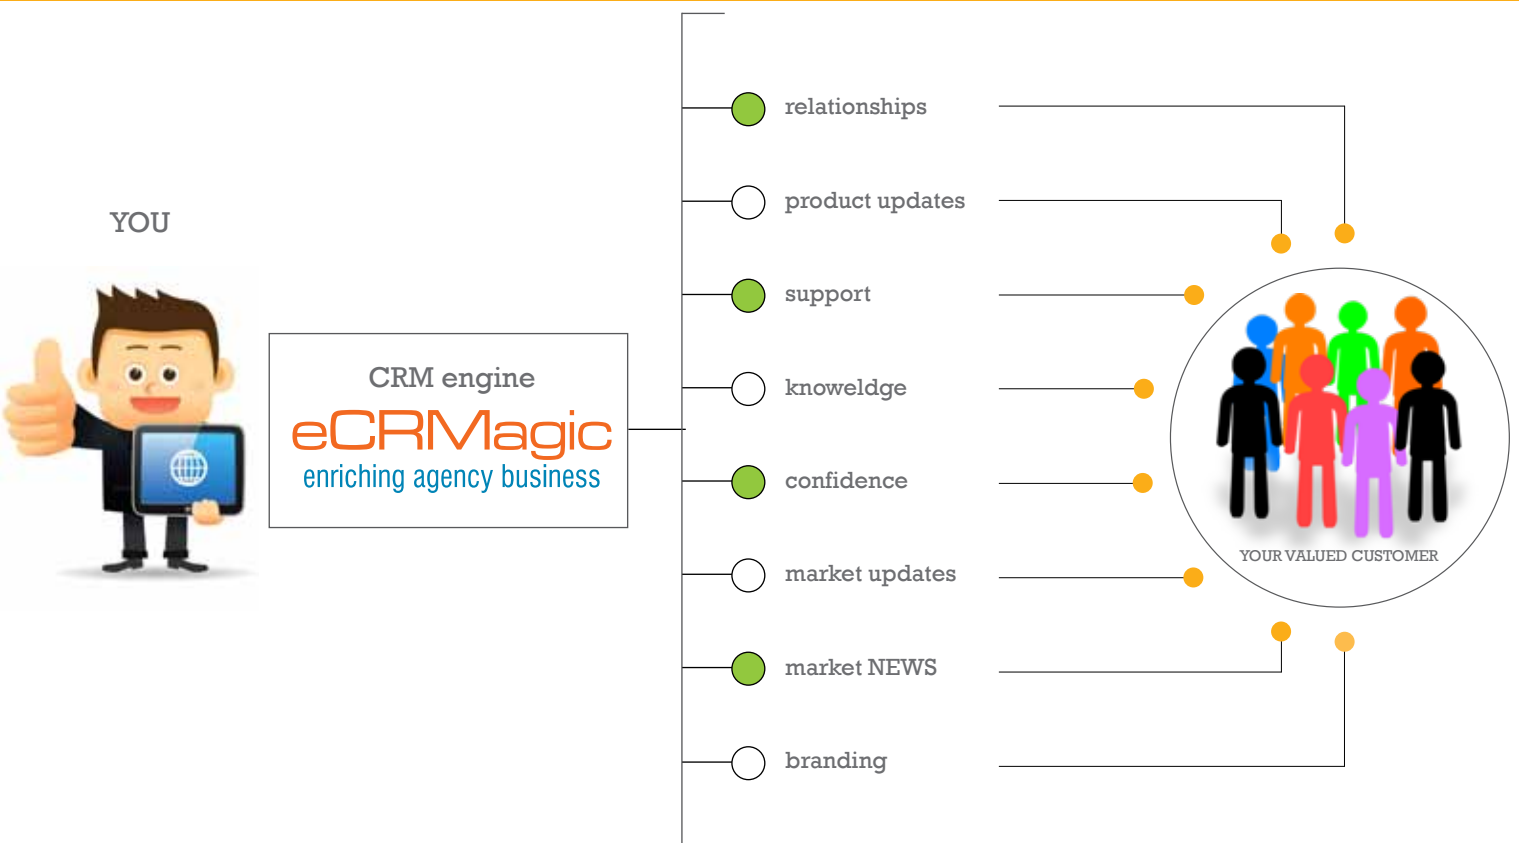 YOU
CRM engine
eCRMagic
enriching agency business
relationships
product updates
support
knoweldge
confidence
market updates
market NEWS
branding
YOUR VALUED CUSTOMER